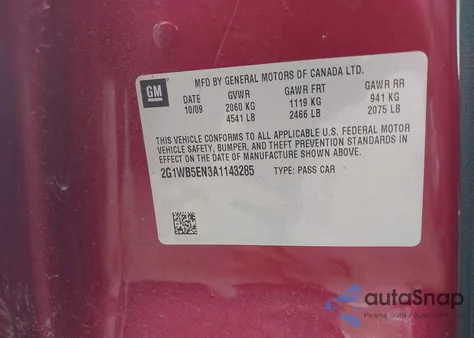 MFD BY GENERAL MOTORS OF CANADA LTD.
GM
DATE GVWR GAWR FRT GAWR RR
10/09 2060 KG 1119 KG 941 KG
4541 LB 2466 LB 2075 LB
THIS VEHICLE CONFORMS TO ALL APPLICABLE U.S. FEDERAL MOTOR
VEHICLE SAFETY, BUMPER, AND THEFT PREVENTION STANDARDS IN
EFFECT ON THE DATE OF MANUFACTURE SHOWN ABOVE.
2G1WB5EN3A1143285 TYPE: PASS CAR
autaSnap